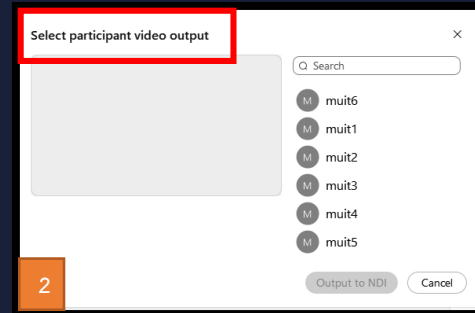 Select participant video output
Search
M muit6
M muit1
M muit2
M muit3
M muit4
M muit5
Output to NDI Cancel
2